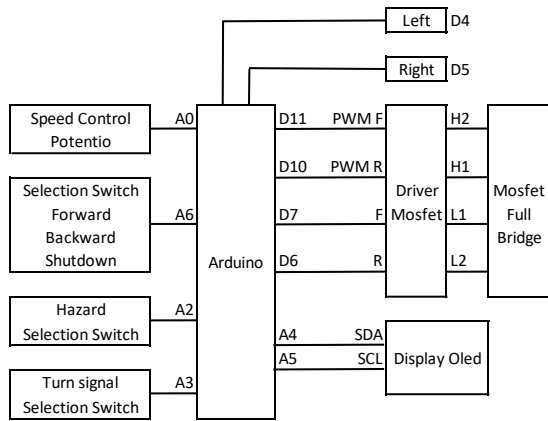 Left D4
Right D5
Speed Control
Potentio
A0
Selection Switch
Forward
Backward
Shutdown
A6
Hazard
Selection Switch
A2
Turn signal
Selection Switch
A3
Arduino
D11 PWM F
D10 PWM R
D7 F
D6 R
A4 SDA
A5 SCL
Driver
Mosfet
H2
H1
L1
L2
Mosfet
Full
Bridge
Display Oled